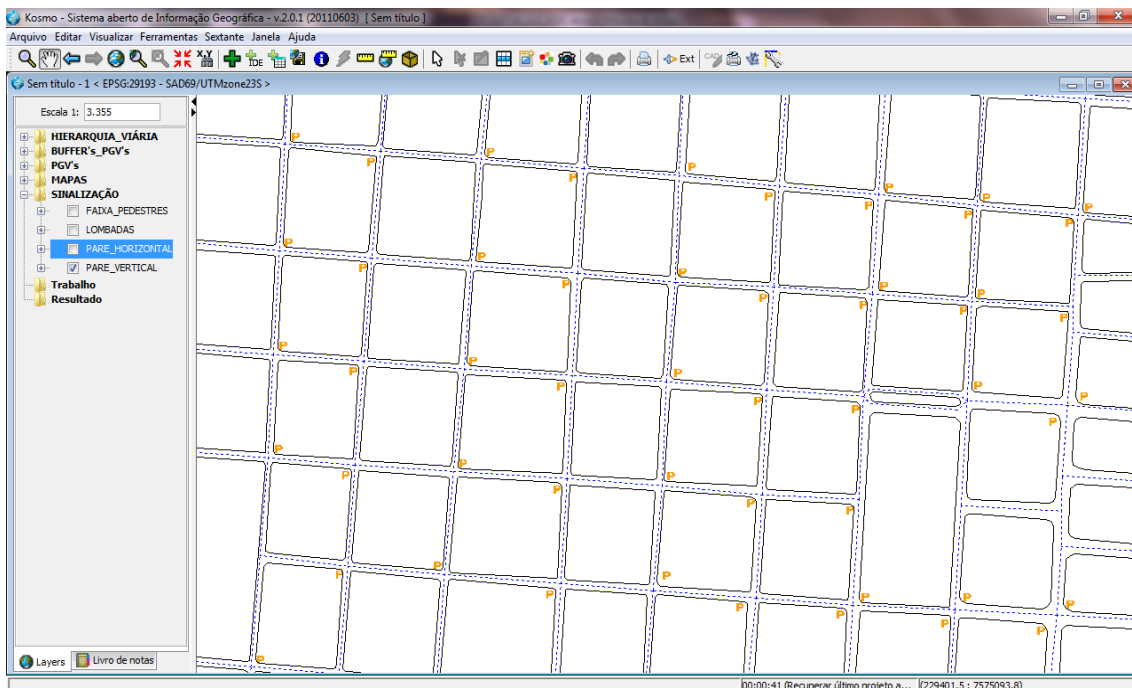 Kosmo - Sistema aberto de Informação Geográfica - v.2.0.1 (20110603) [ Sem título ]
Arquivo Editar Visualizar Ferramentas Sextante Janela Ajuda
X,Y IDE Ext CAD
Sem título - 1 < EPSG:29193 - SAD69/UTMzone23S >
Escala 1: 3.355
HIERARQUIA_VIÁRIA
BUFFER's_PGV's
PGV's
MAPAS
SINALIZAÇÃO
FAIXA_PEDESTRES
LOMBADAS
PARE_HORIZONTAL
PARE_VERTICAL
Trabalho
Resultado
P P P P P P P
P P P P P P P
P P P P P
P P P P P P
P P P P
P P P P
P P P
P P P
P P P
P P P P P
P P P P P P
P
Layers Livro de notas
00:00:41 (Recuperar último projeto a... (229401.5 ; 7575093.8)